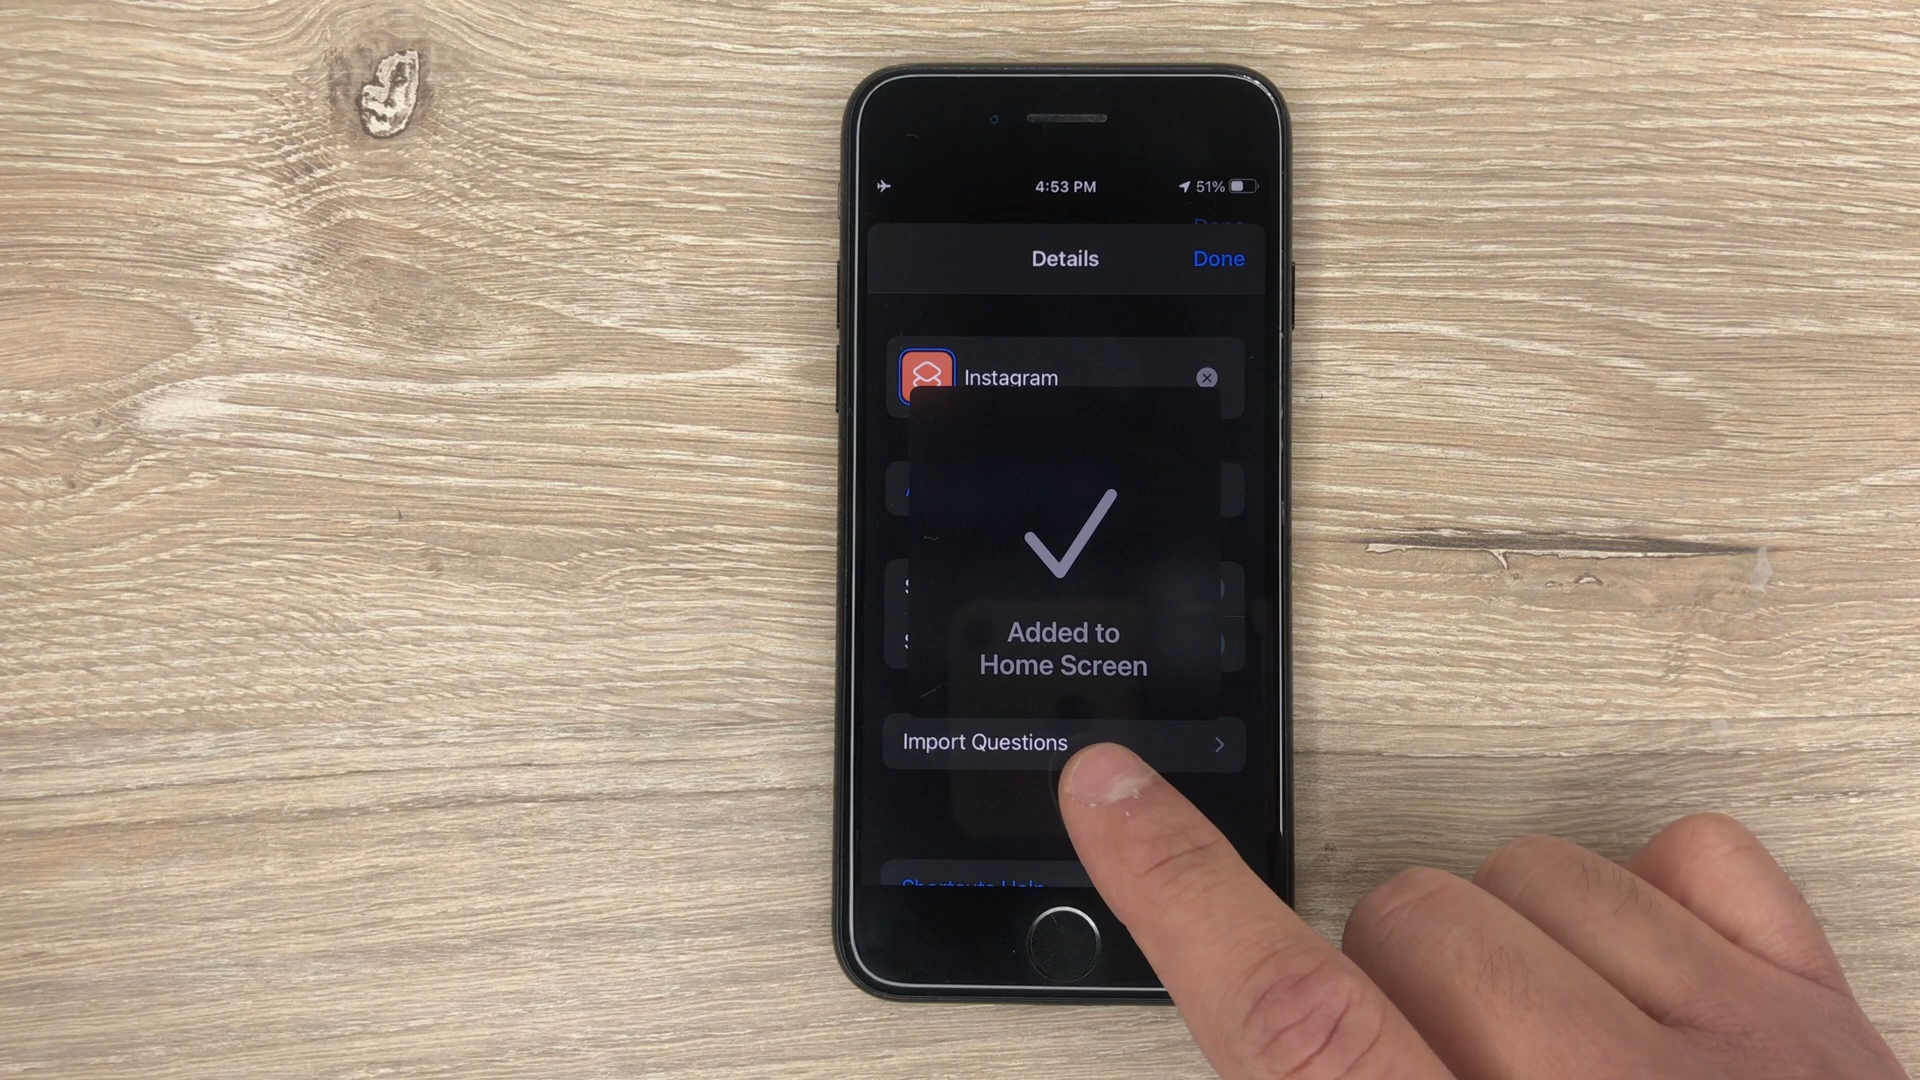 4:53 PM
51%
Details
Done
Instagram
Added to
Home Screen
Import Questions